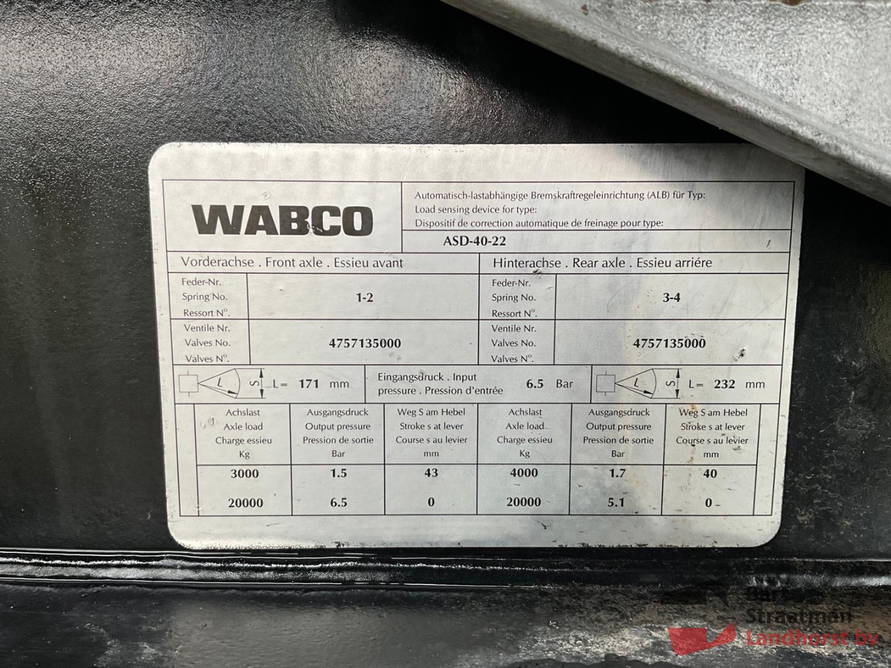 WABCO
Automatisch-lastabhängige Bremskraftregeleinrichtung (ALB) für Typ:
Load sensing device for type:
Dispositif de correction automatique de freinage pour type:
ASD-40-22
Vorderachse . Front axle . Essieu avant
Hinterachse . Rear axle . Essieu arriére
Feder-Nr.
Spring No. 1-2
Ressort N°.
Feder-Nr.
Spring No. 3-4
Ressort N°.
Ventile Nr.
Valves No. 4757135000
Valves N°.
Ventile Nr.
Valves No. 4757135000
Valves N°.
L S L= 171 mm
Eingangsdruck . Input
pressure . Pression d'entrée 6.5 Bar
L S L= 232 mm
Achslast Ausgangsdruck Weg S am Hebel Achslast Ausgangsdruck Weg S am Hebel
Axle load Output pressure Stroke s at lever Axle load Output pressure Stroke s at lever
Charge essieu Pression de sortie Course s au levier Charge essieu Pression de sortie Course s au levier
Kg Bar mm Kg Bar mm
3000 1.5 43 4000 1.7 40
20000 6.5 0 20000 5.1 0
Straatman
Landhorst bv